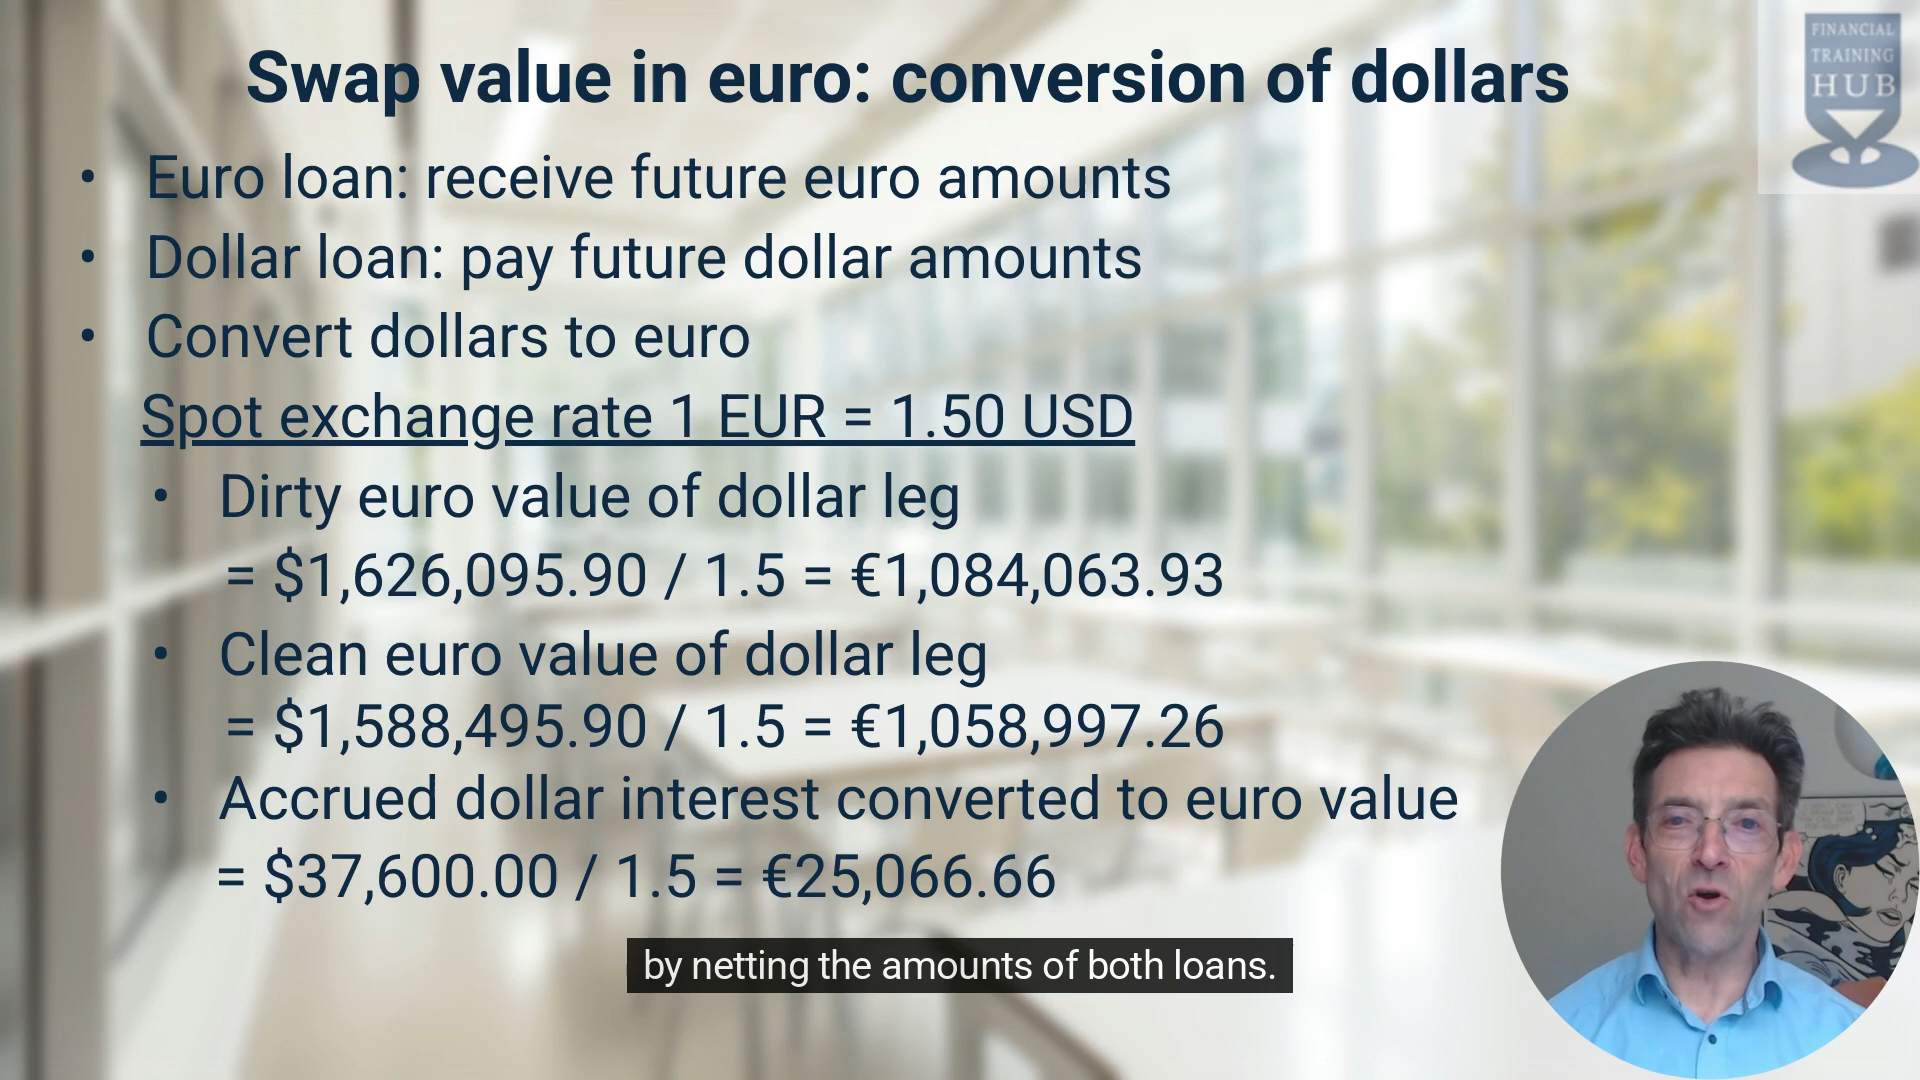 Swap value in euro: conversion of dollars
FINANCIAL
TRAINING
HUB
• Euro loan: receive future euro amounts
• Dollar loan: pay future dollar amounts
• Convert dollars to euro
Spot exchange rate 1 EUR = 1.50 USD
• Dirty euro value of dollar leg
= $1,626,095.90 / 1.5 = €1,084,063.93
• Clean euro value of dollar leg
= $1,588,495.90 / 1.5 = €1,058,997.26
• Accrued dollar interest converted to euro value
= $37,600.00 / 1.5 = €25,066.66
by netting the amounts of both loans.